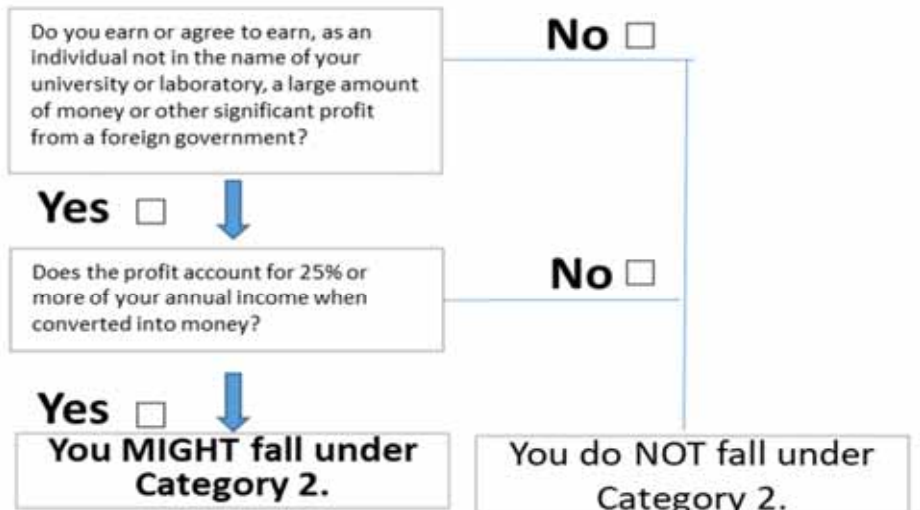 Do you earn or agree to earn, as an
individual not in the name of your
university or laboratory, a large amount
of money or other significant profit
from a foreign government?
No ☐
Yes ☐
Does the profit account for 25% or
more of your annual income when
converted into money?
No ☐
Yes ☐
You MIGHT fall under
Category 2.
You do NOT fall under
Category 2.